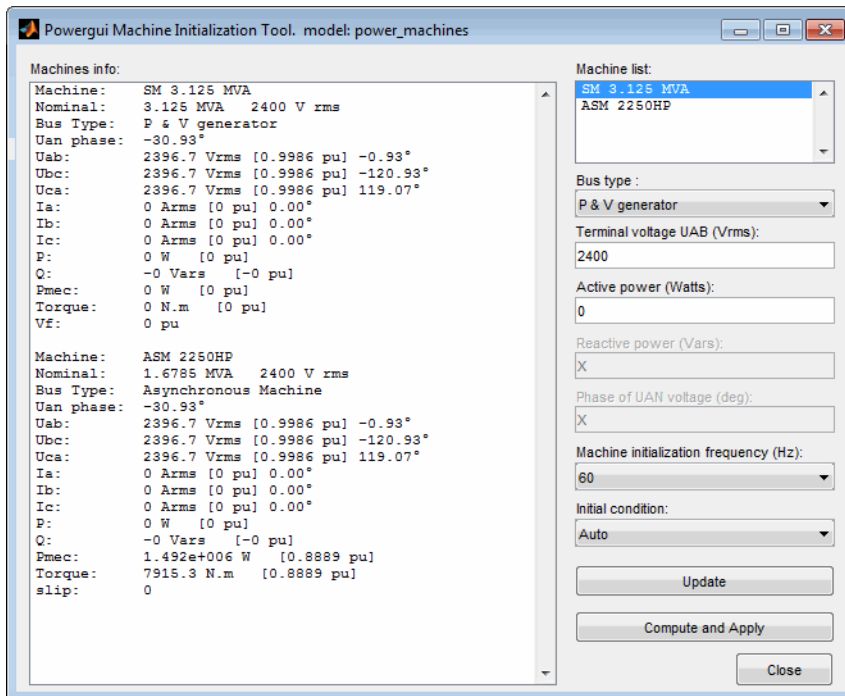 Powergui Machine Initialization Tool. model: power_machines
Machines info:
Machine: SM 3.125 MVA
Nominal: 3.125 MVA 2400 V rms
Bus Type: P & V generator
Uan phase: -30.93°
Uab: 2396.7 Vrms [0.9986 pu] -0.93°
Ubc: 2396.7 Vrms [0.9986 pu] -120.93°
Uca: 2396.7 Vrms [0.9986 pu] 119.07°
Ia: 0 Arms [0 pu] 0.00°
Ib: 0 Arms [0 pu] 0.00°
Ic: 0 Arms [0 pu] 0.00°
P: 0 W [0 pu]
Q: -0 Vars [-0 pu]
Pmec: 0 W [0 pu]
Torque: 0 N.m [0 pu]
Vf: 0 pu
Machine: ASM 2250HP
Nominal: 1.6785 MVA 2400 V rms
Bus Type: Asynchronous Machine
Uan phase: -30.93°
Uab: 2396.7 Vrms [0.9986 pu] -0.93°
Ubc: 2396.7 Vrms [0.9986 pu] -120.93°
Uca: 2396.7 Vrms [0.9986 pu] 119.07°
Ia: 0 Arms [0 pu] 0.00°
Ib: 0 Arms [0 pu] 0.00°
Ic: 0 Arms [0 pu] 0.00°
P: 0 W [0 pu]
Q: -0 Vars [-0 pu]
Pmec: 1.492e+006 W [0.8889 pu]
Torque: 7915.3 N.m [0.8889 pu]
slip: 0
Machine list:
SM 3.125 MVA
ASM 2250HP
Bus type :
P & V generator
Terminal voltage UAB (Vrms):
2400
Active power (Watts):
0
Reactive power (Vars):
X
Phase of UAN voltage (deg):
X
Machine initialization frequency (Hz):
60
Initial condition:
Auto
Update
Compute and Apply
Close